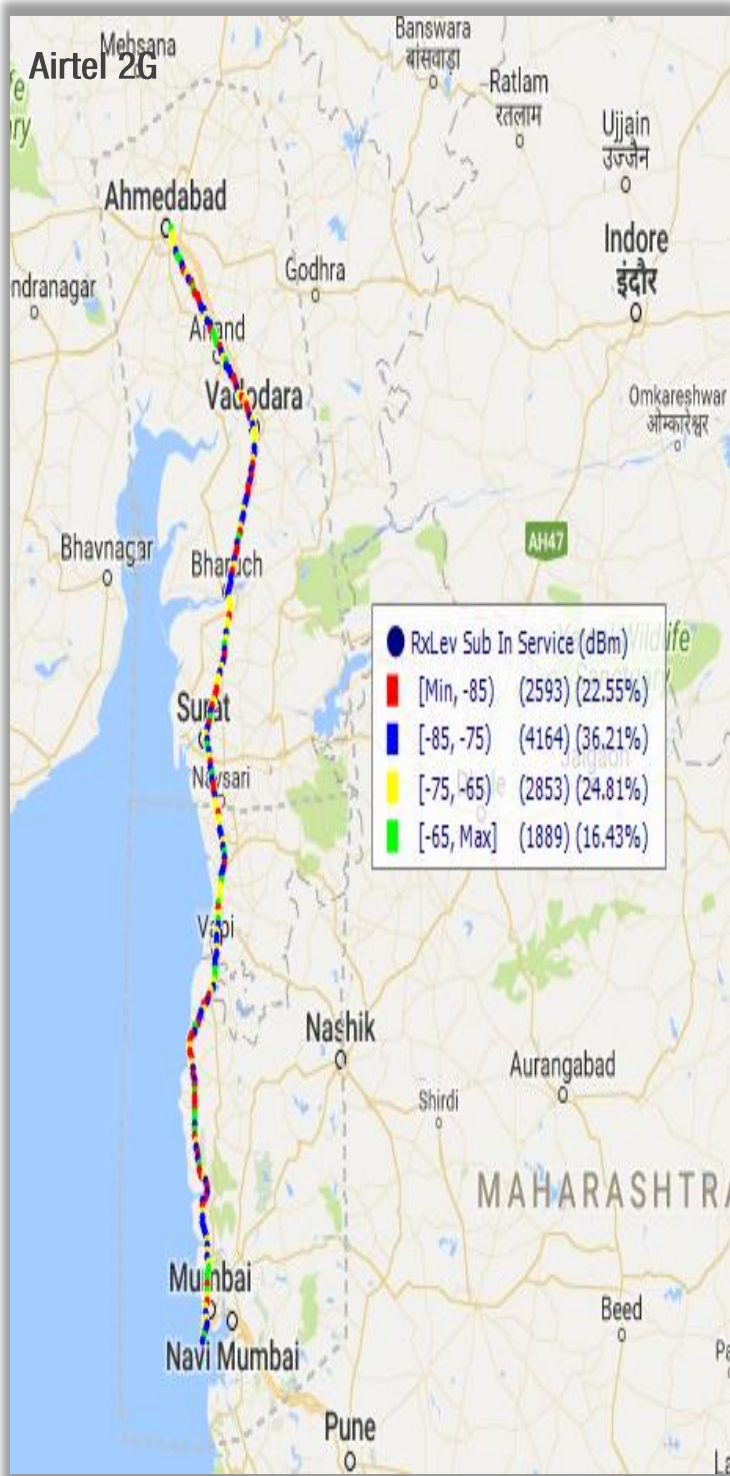 Airtel 2G
Mehsana
Banswara
बांसवाड़ा
Ratlam
रतलाम
Ujjain
उज्जैन
Ahmedabad
Indore
इंदौर
Godhra
ndranagar
Anand
Vadodara
Omkareshwar
ओम्कारेश्वर
AH47
Bhavnagar
Bharuch
RxLev Sub In Service (dBm)
[Min, -85) (2593) (22.55%)
[-85, -75) (4164) (36.21%)
[-75, -65) (2853) (24.81%)
[-65, Max] (1889) (16.43%)
Surat
Navsari
Vapi
Nashik
Aurangabad
Shirdi
MAHARASHTRA
Mumbai
Beed
Navi Mumbai
Pune